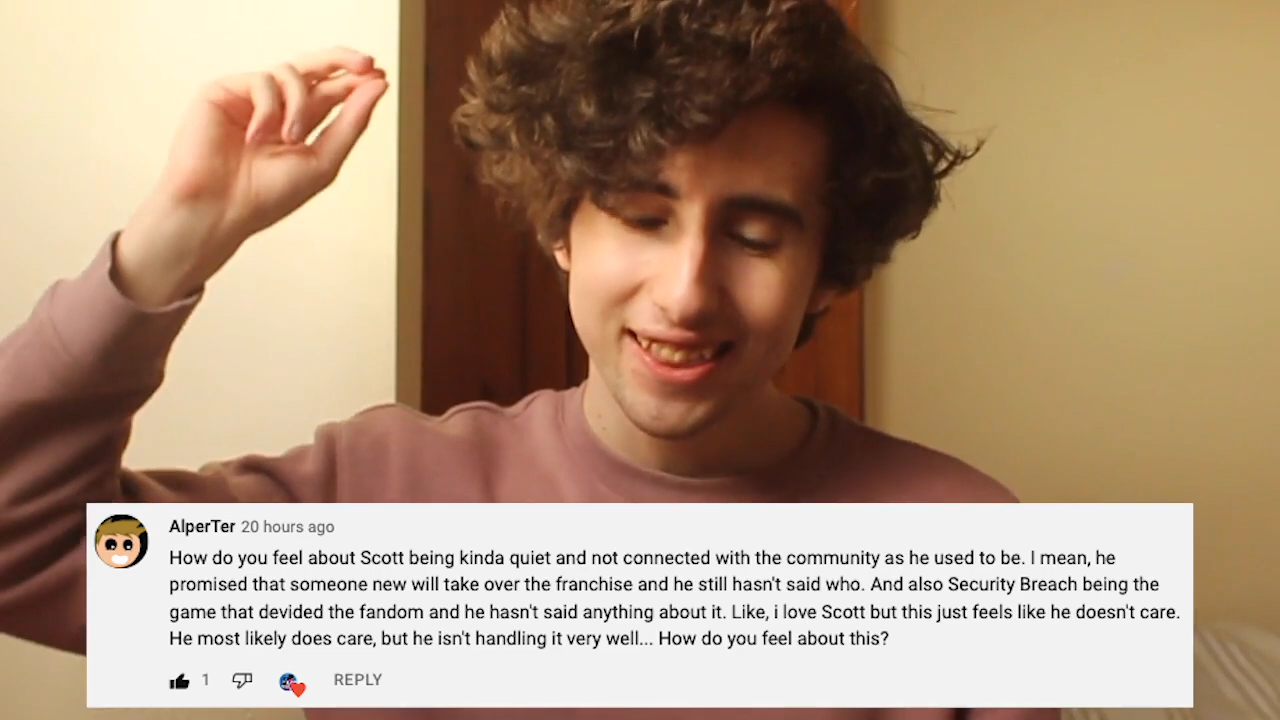 AlperTer 20 hours ago
How do you feel about Scott being kinda quiet and not connected with the community as he used to be. I mean, he
promised that someone new will take over the franchise and he still hasn't said who. And also Security Breach being the
game that devided the fandom and he hasn't said anything about it. Like, i love Scott but this just feels like he doesn't care.
He most likely does care, but he isn't handling it very well... How do you feel about this?
1 REPLY